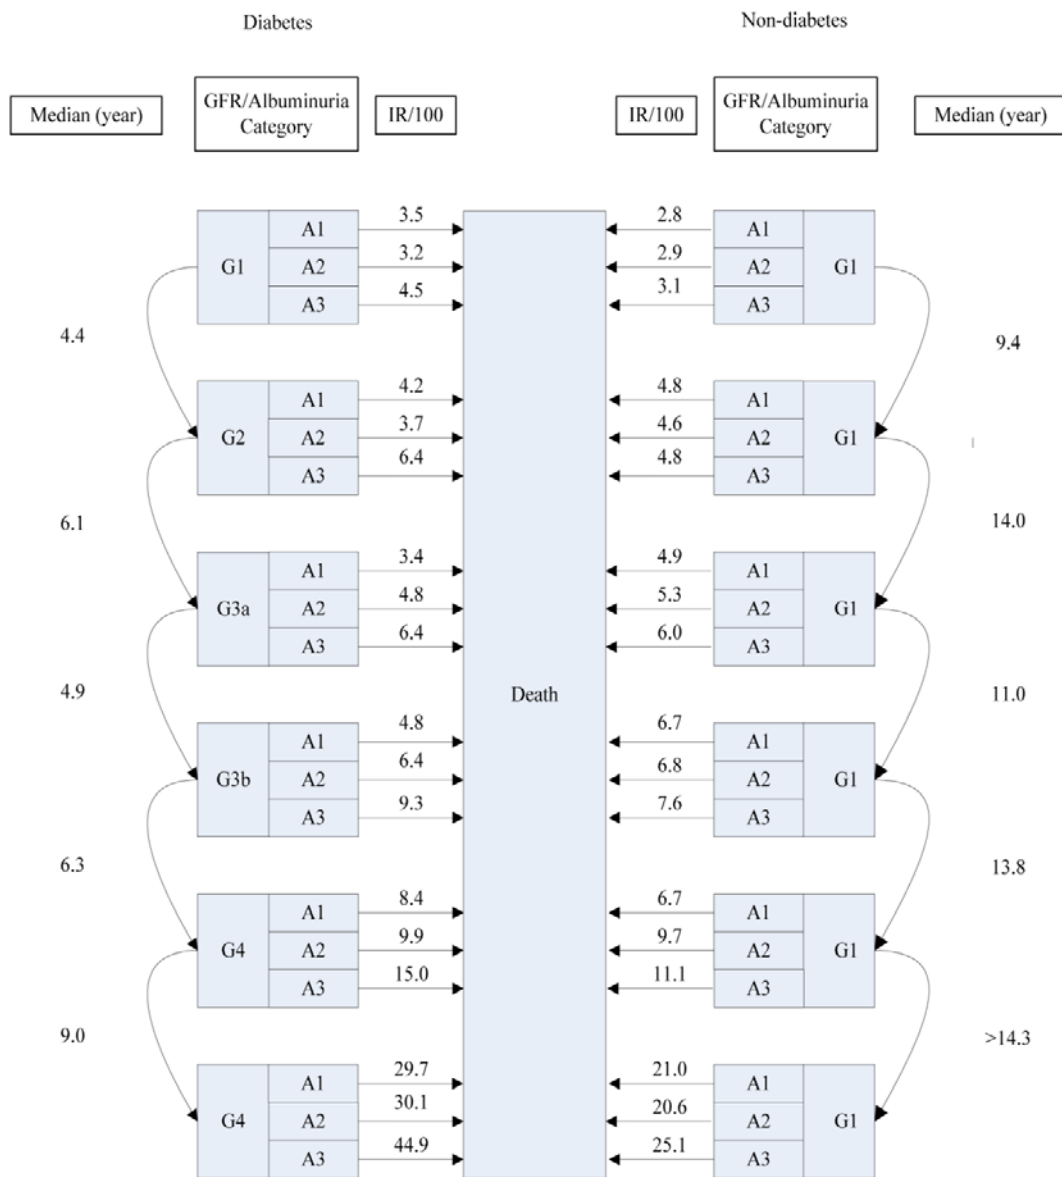 Diabetes Non-diabetes
Median (year) GFR/Albuminuria Category IR/100 IR/100 GFR/Albuminuria Category Median (year)
A1 3.5 2.8 A1
G1 A2 3.2 2.9 A2 G1
A3 4.5 3.1 A3
4.4 9.4
A1 4.2 4.8 A1
G2 A2 3.7 4.6 A2 G1
A3 6.4 4.8 A3
6.1 14.0
A1 3.4 4.9 A1
G3a A2 4.8 5.3 A2 G1
A3 6.4 6.0 A3
4.9 Death 11.0
A1 4.8 6.7 A1
G3b A2 6.4 6.8 A2 G1
A3 9.3 7.6 A3
6.3 13.8
A1 8.4 6.7 A1
G4 A2 9.9 9.7 A2 G1
A3 15.0 11.1 A3
9.0 >14.3
A1 29.7 21.0 A1
G4 A2 30.1 20.6 A2 G1
A3 44.9 25.1 A3